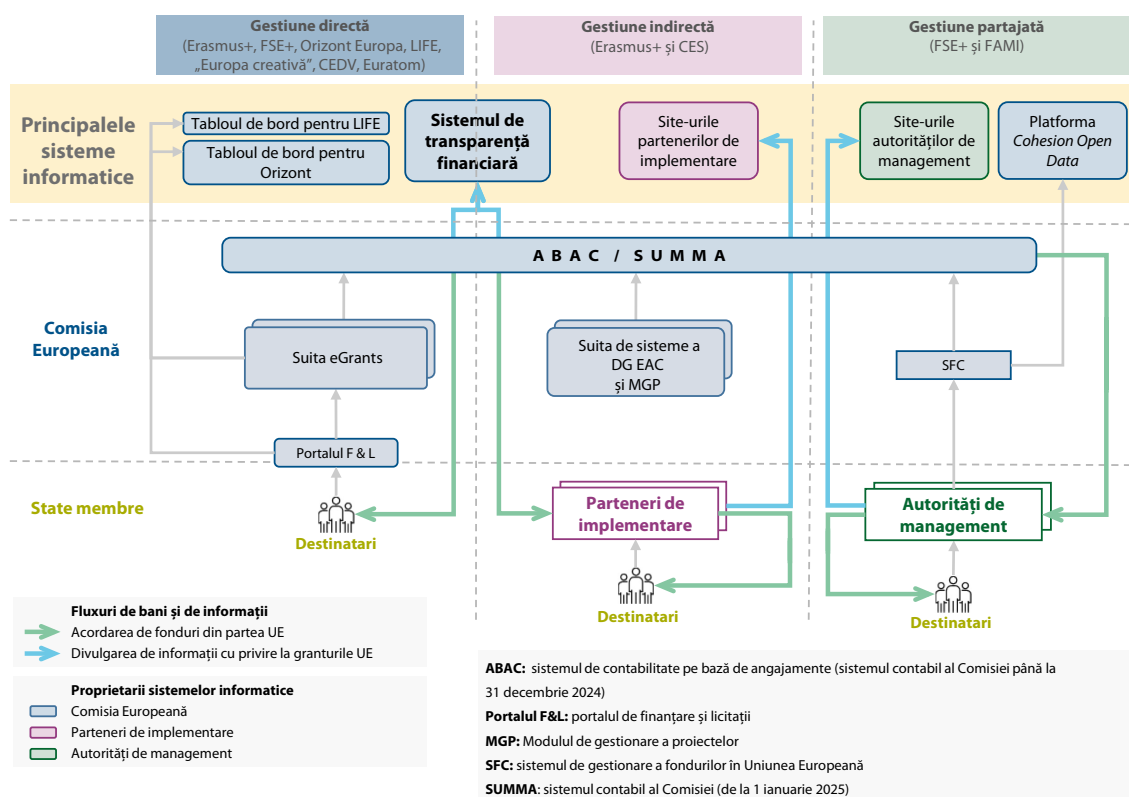 Gestiune directă
(Erasmus+, FSE+, Orizont Europa, LIFE,
„Europa creativă”, CEDV, Euratom)
Gestiune indirectă
(Erasmus+ și CES)
Gestiune partajată
(FSE+ și FAMI)
Principalele
sisteme
informatice
Tabloul de bord pentru LIFE
Tabloul de bord pentru
Orizont
Sistemul de
transparență
financiară
Site-urile
partenerilor de
implementare
Site-urile
autorităților de
management
Platforma
Cohesion Open
Data
ABAC / SUMMA
Comisia
Europeană
Suita eGrants
Suita de sisteme a
DG EAC
și MGP
SFC
Portalul F & L
State membre
Destinatari
Parteneri de
implementare
Destinatari
Autorități de
management
Destinatari
Fluxuri de bani și de informații
Acordarea de fonduri din partea UE
Divulgarea de informații cu privire la granturile UE
Proprietarii sistemelor informatice
Comisia Europeană
Parteneri de implementare
Autorități de management
ABAC: sistemul de contabilitate pe bază de angajamente (sistemul contabil al Comisiei până la
31 decembrie 2024)
Portalul F&L: portalul de finanțare și licitații
MGP: Modulul de gestionare a proiectelor
SFC: sistemul de gestionare a fondurilor în Uniunea Europeană
SUMMA: sistemul contabil al Comisiei (de la 1 ianuarie 2025)